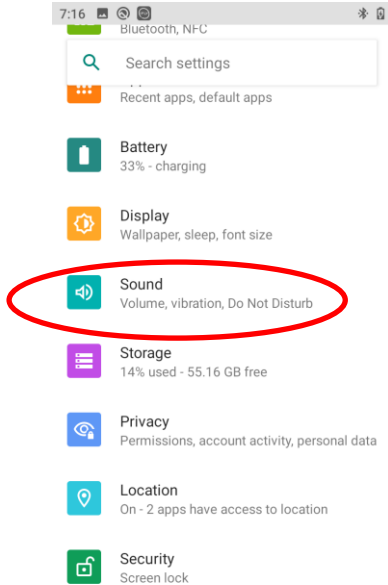 7:16
Bluetooth, NFC
Search settings
Recent apps, default apps
Battery
33% - charging
Display
Wallpaper, sleep, font size
Sound
Volume, vibration, Do Not Disturb
Storage
14% used - 55.16 GB free
Privacy
Permissions, account activity, personal data
Location
On - 2 apps have access to location
Security
Screen lock